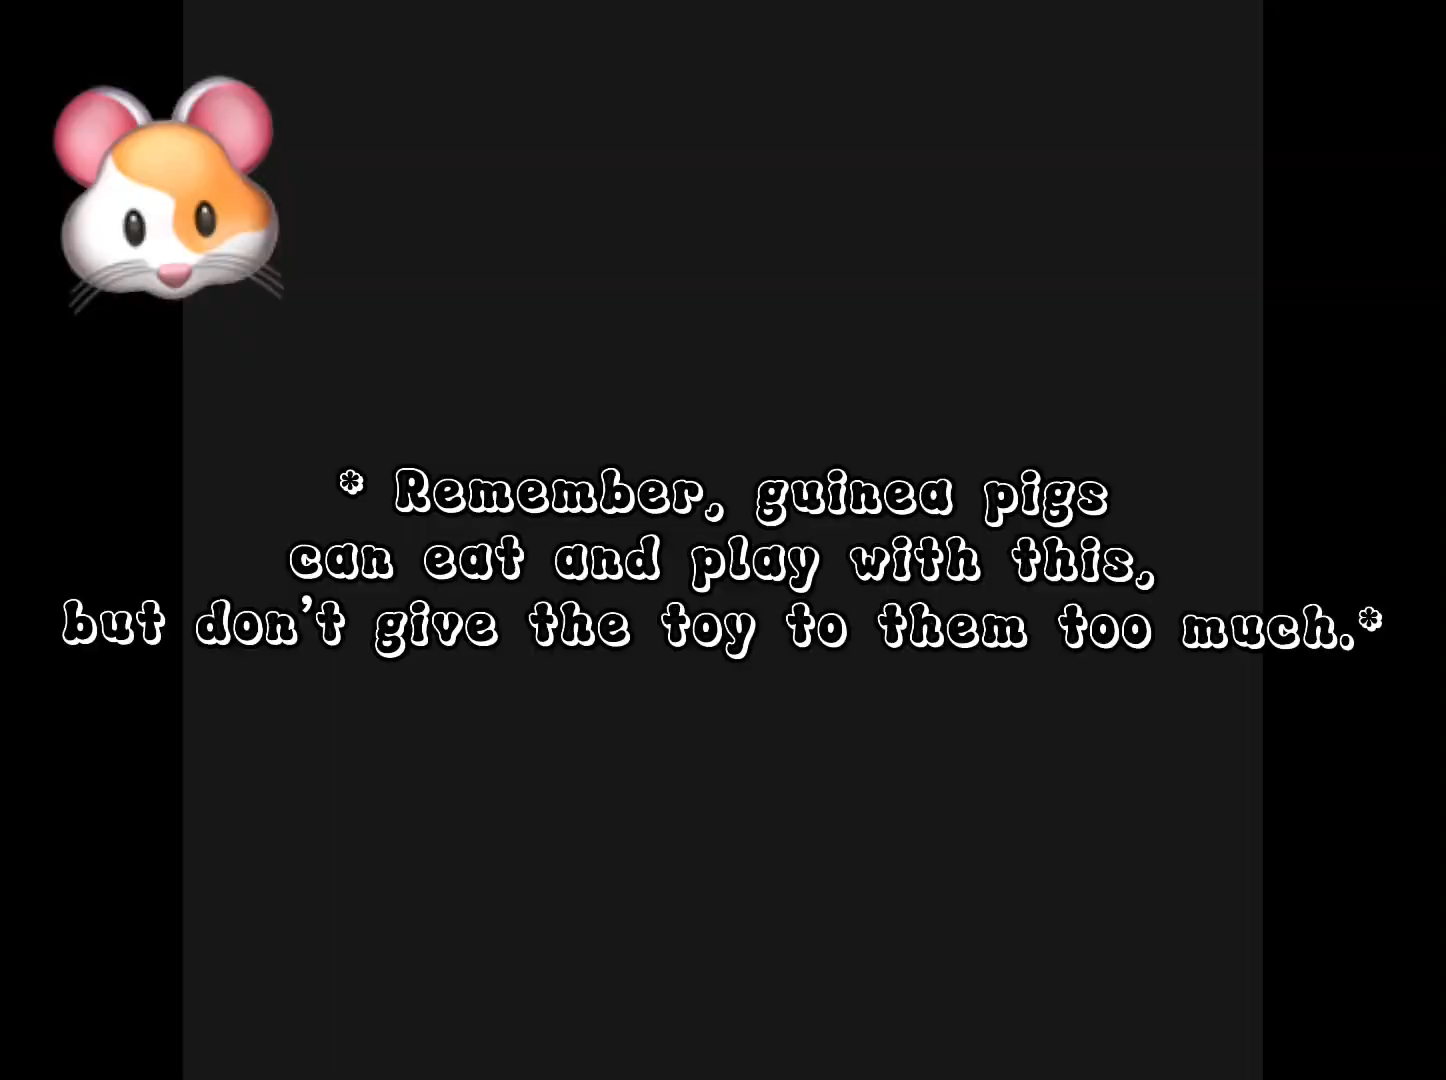 * Remember, guinea pigs
can eat and play with this,
but don’t give the toy to them too much.*